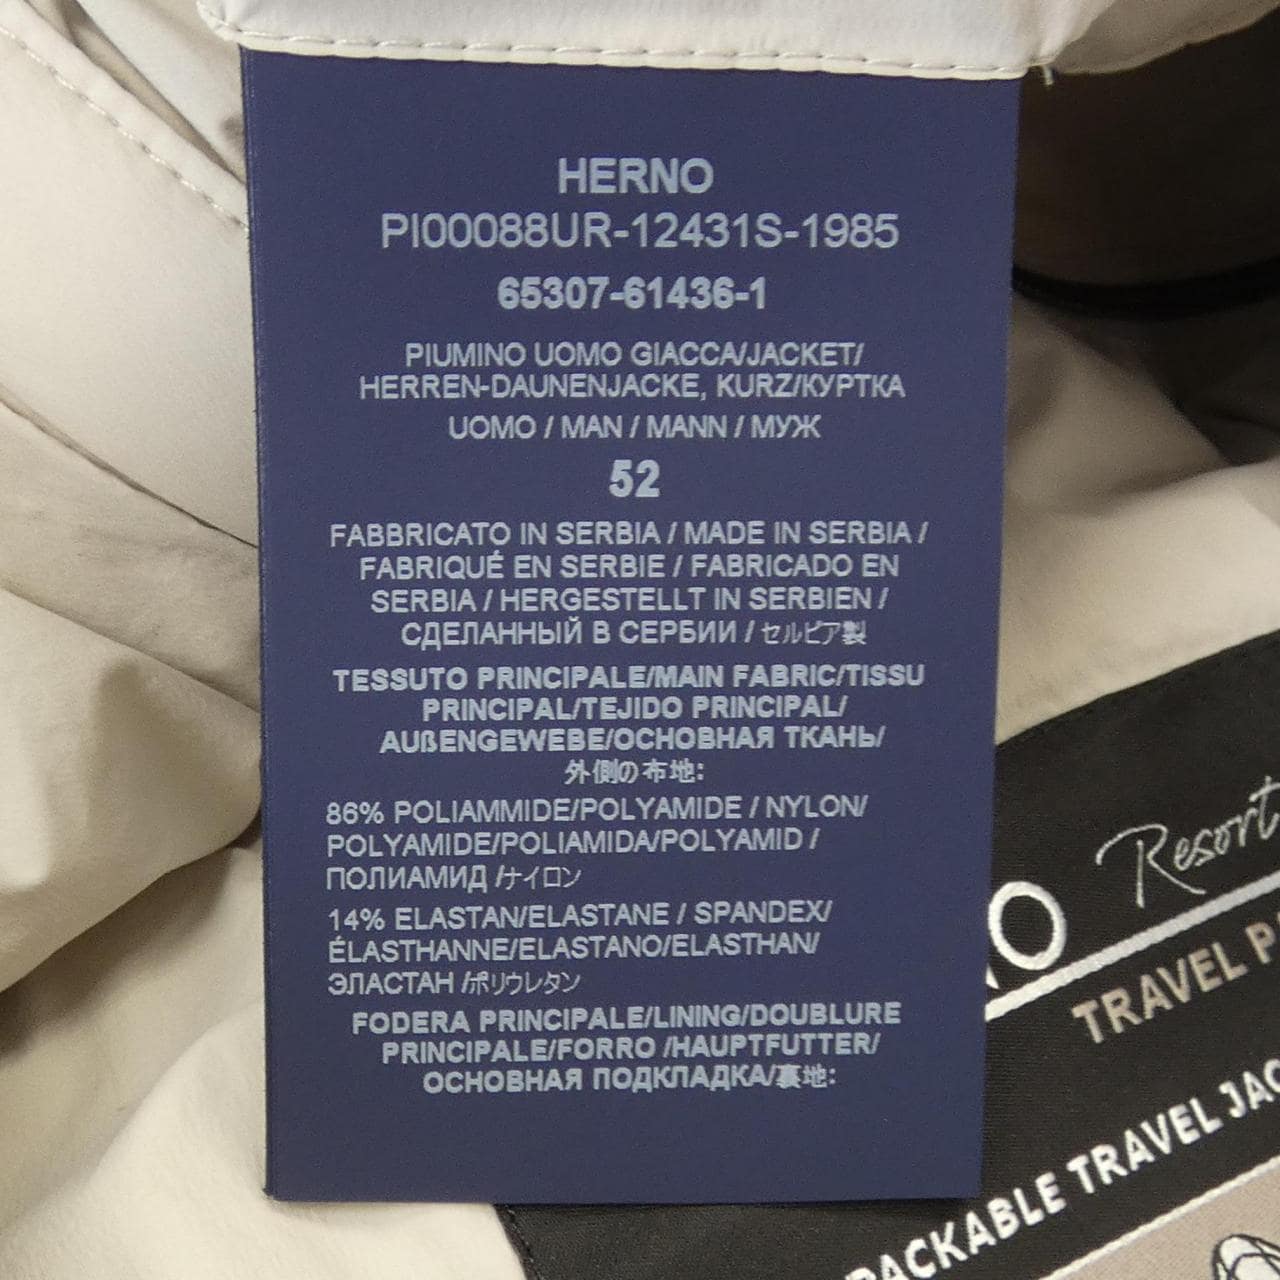 HERNO
PI00088UR-12431S-1985
65307-61436-1
PIUMINO UOMO GIACCA/JACKET/
HERREN-DAUNENJACKE, KURZ/КУРТКА
UOMO / MAN / MANN / МУЖ
52
FABBRICATO IN SERBIA / MADE IN SERBIA /
FABRIQUÉ EN SERBIE / FABRICADO EN
SERBIA / HERGESTELLT IN SERBIEN /
СДЕЛАННЫЙ В СЕРБИИ / セルビア製
TESSUTO PRINCIPALE/MAIN FABRIC/TISSU
PRINCIPAL/TEJIDO PRINCIPAL/
AUßENGEWEBE/ОСНОВНАЯ ТКАНЬ/
外側の布地:
86% POLIAMMIDE/POLYAMIDE / NYLON/
POLYAMIDE/POLIAMIDA/POLYAMID /
ПОЛИАМИД /ナイロン
14% ELASTAN/ELASTANE / SPANDEX/
ÉLASTHANNE/ELASTANO/ELASTHAN/
ЭЛАСТАН /ポリウレタン
FODERA PRINCIPALE/LINING/DOUBLURE
PRINCIPALE/FORRO /HAUPTFUTTER/
ОСНОВНАЯ ПОДКЛАДКА/裏地:
Resort
NO
TRAVEL P
PACKABLE TRAVEL JAC